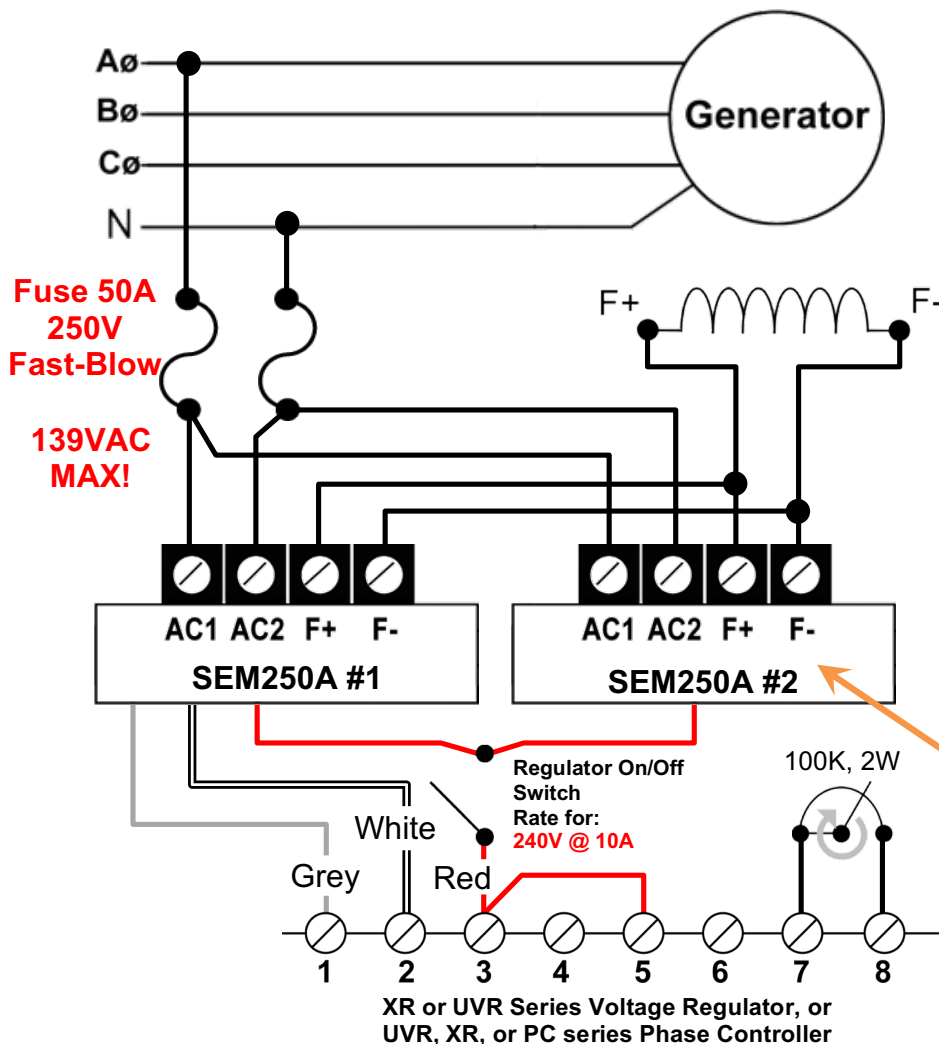 Aø
Bø
Cø
N
Generator
Fuse 50A
250V
Fast-Blow
139VAC
MAX!
F+
F-
AC1 AC2 F+ F-
SEM250A #1
AC1 AC2 F+ F-
SEM250A #2
Regulator On/Off
Switch
Rate for:
240V @ 10A
100K, 2W
White
Grey
Red
1 2 3 4 5 6 7 8
XR or UVR Series Voltage Regulator, or
UVR, XR, or PC series Phase Controller